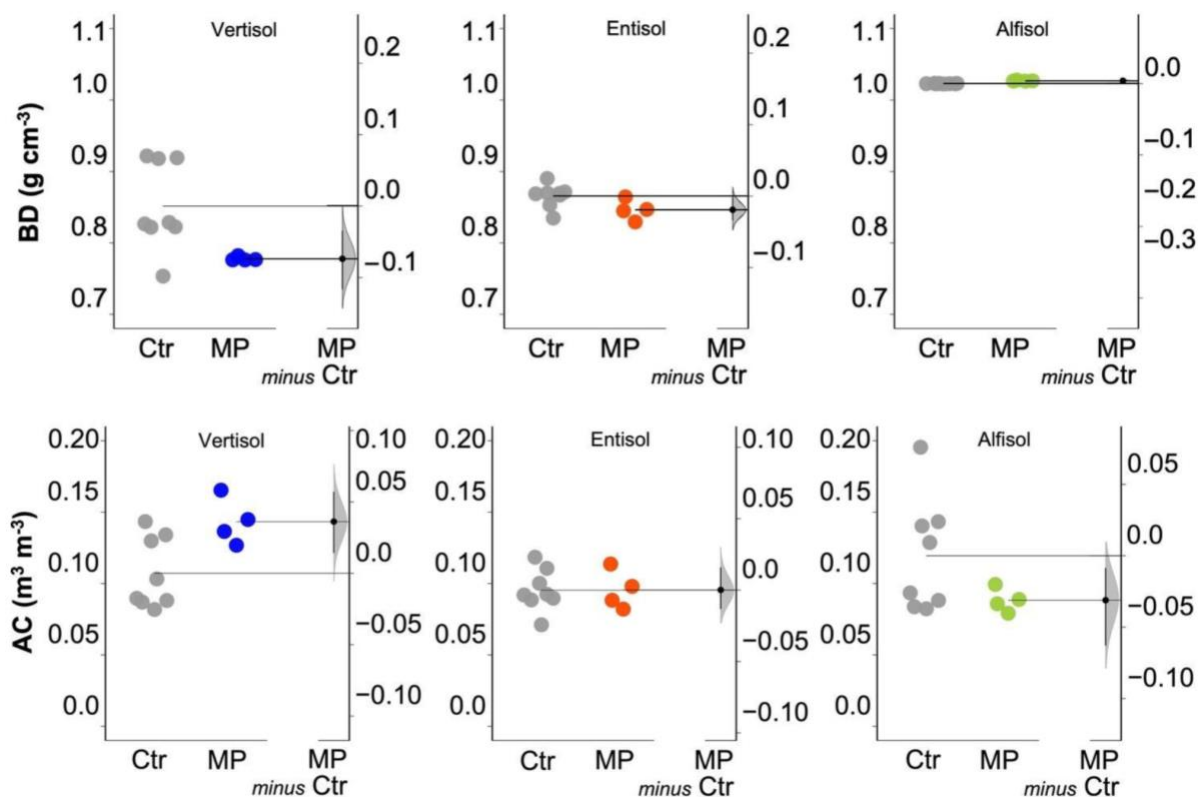 Vertisol
Entisol
Alfisol
BD (g cm-3)
1.1
1.0
0.9
0.8
0.7
0.2
0.1
0.0
−0.1
1.1
1.0
0.9
0.8
0.7
0.2
0.1
0.0
−0.1
1.1
1.0
0.9
0.8
0.7
0.0
−0.1
−0.2
−0.3
Ctr MP MP
minus Ctr
Ctr MP MP
minus Ctr
Ctr MP MP
minus Ctr
Vertisol
Entisol
Alfisol
AC (m3 m-3)
0.20
0.15
0.10
0.05
0.0
0.10
0.05
0.0
−0.05
−0.10
0.20
0.15
0.10
0.05
0.0
0.10
0.05
0.0
−0.05
−0.10
0.20
0.15
0.10
0.05
0.0
0.05
0.0
−0.05
−0.10
Ctr MP MP
minus Ctr
Ctr MP MP
minus Ctr
Ctr MP MP
minus Ctr